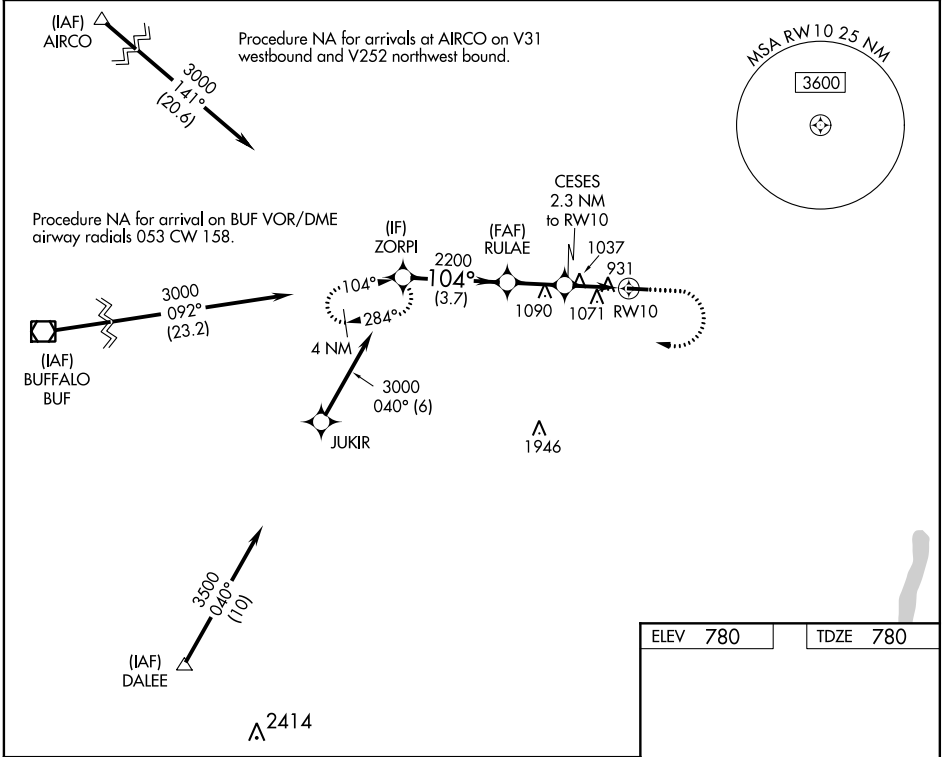 (IAF)
AIRCO
3000
141°
(20.6)
Procedure NA for arrivals at AIRCO on V31
westbound and V252 northwest bound.
MSA RW10 25 NM
3600
Procedure NA for arrival on BUF VOR/DME
airway radials 053 CW 158.
3000
092°
(23.2)
(IAF)
BUFFALO
BUF
(IF)
ZORPI
104°
284°
4 NM
2200
104°
(3.7)
(FAF)
RULAE
CESES
2.3 NM
to RW10
1037
931
1090
1071
RW10
3000
040° (6)
JUKIR
1946
3500
040°
(10)
(IAF)
DALEE
2414
ELEV 780
TDZE 780